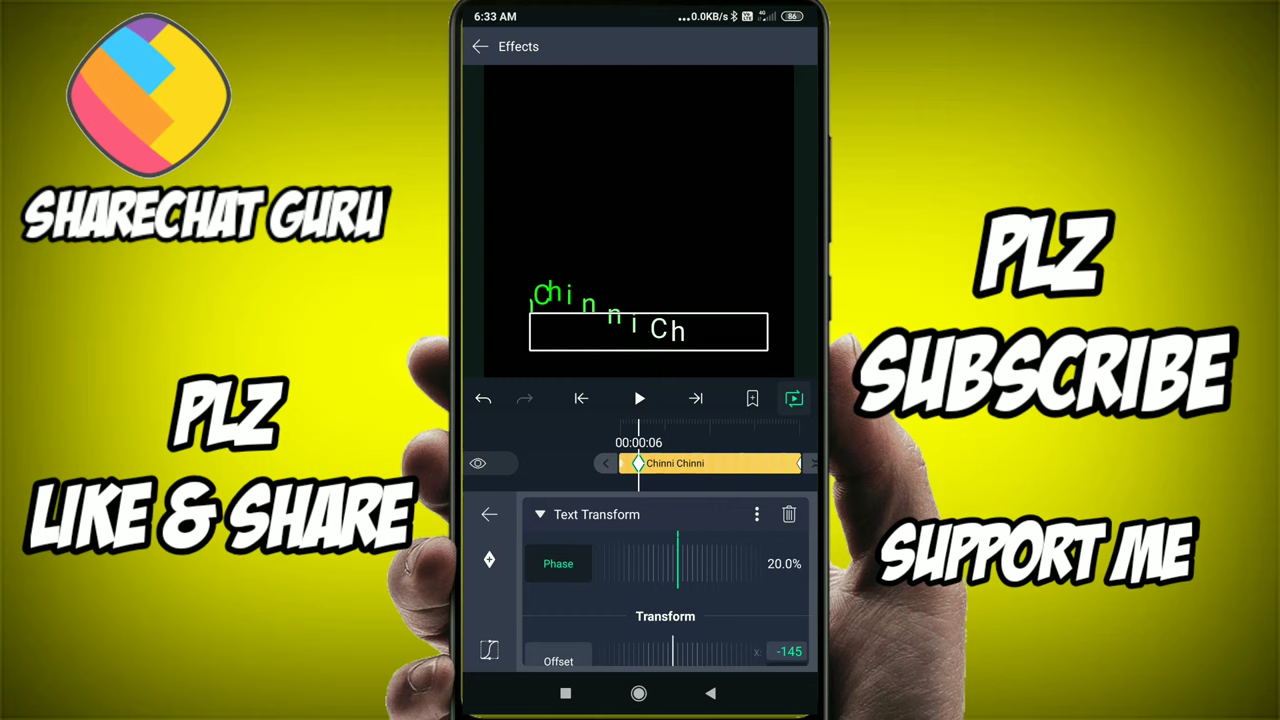 6:33 AM
...0.0KB/s 4G 86
Effects
SHARECHAT GURU
Chinni Ch
PLZ
SUBSCRIBE
PLZ
LIKE & SHARE
SUPPORT ME
00:00:06
Chinni Chinni
Text Transform
Phase
20.0%
Transform
Offset
X:
-145